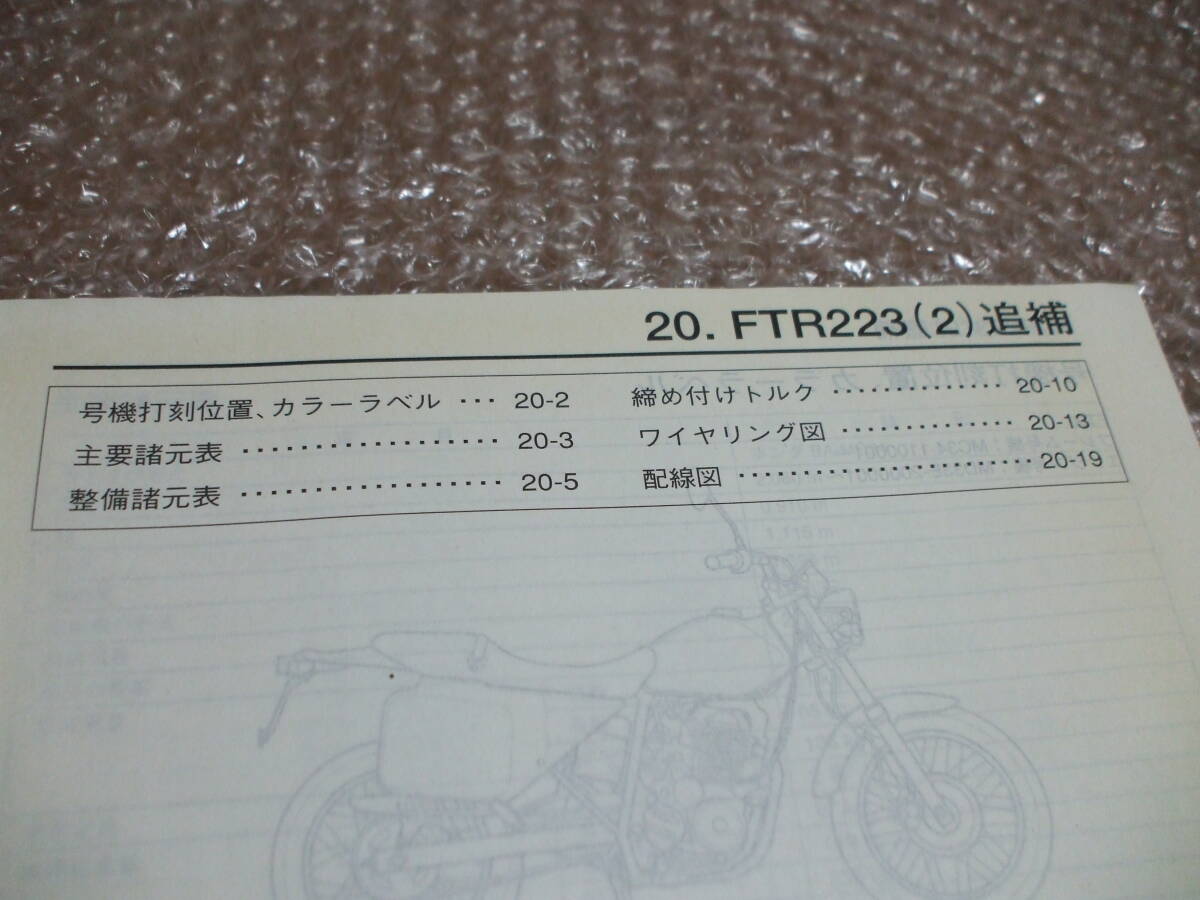 20. FTR223(2)追補
号機打刻位置、カラーラベル ··· 20-2
主要諸元表 ·················· 20-3
整備諸元表 ···················· 20-5
締め付けトルク ············· 20-10
ワイヤリング図 ·············· 20-13
配線図 ························ 20-19